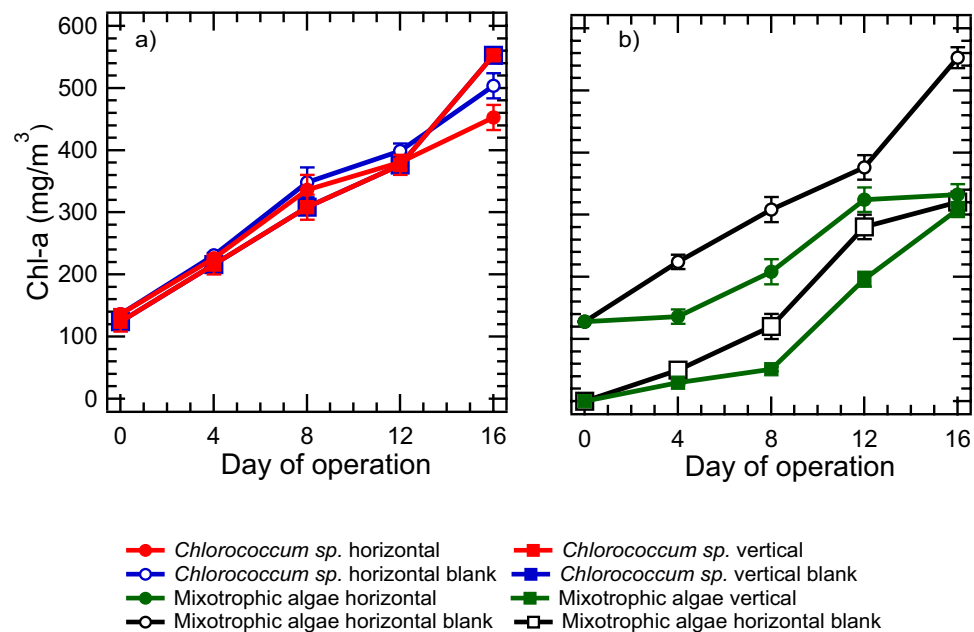 a)
b)
600
500
400
300
200
100
0
Chl-a (mg/m³)
0 4 8 12 16
0 4 8 12 16
Day of operation
Day of operation
Chlorococcum sp. horizontal
Chlorococcum sp. vertical
Chlorococcum sp. horizontal blank
Chlorococcum sp. vertical blank
Mixotrophic algae horizontal
Mixotrophic algae vertical
Mixotrophic algae horizontal blank
Mixotrophic algae horizontal blank